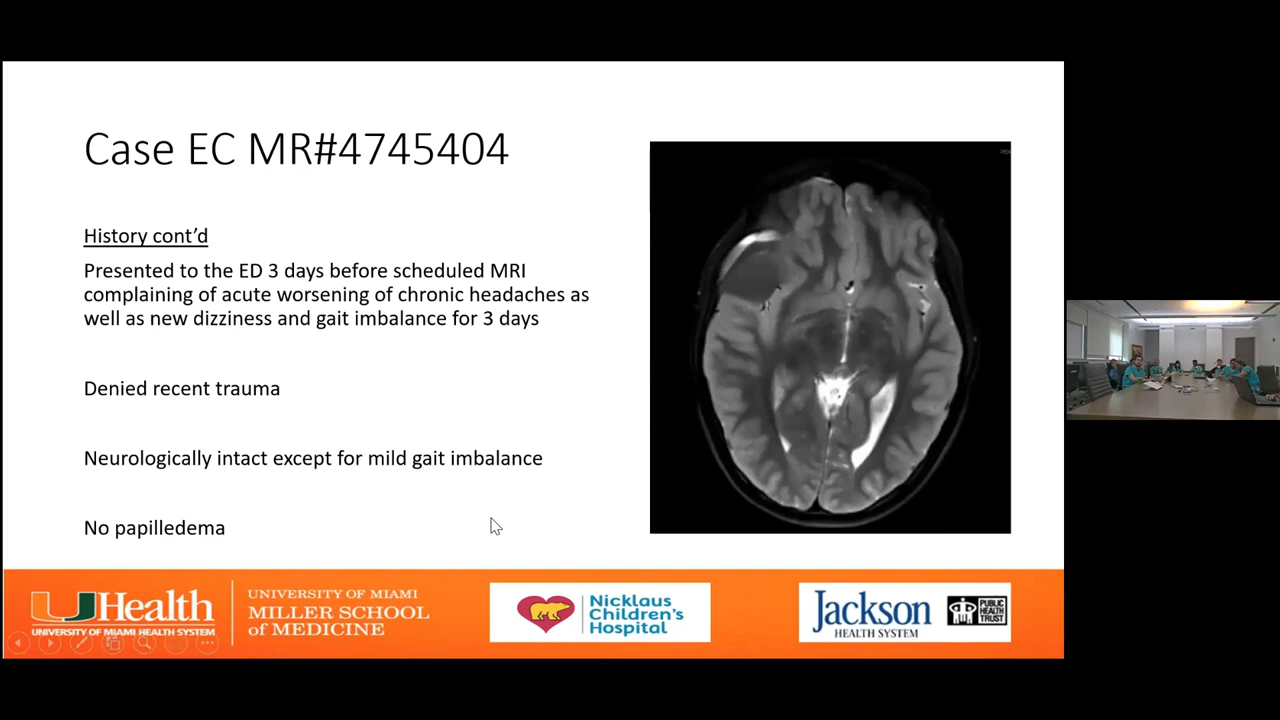 Case EC MR#4745404
History cont'd
Presented to the ED 3 days before scheduled MRI
complaining of acute worsening of chronic headaches as
well as new dizziness and gait imbalance for 3 days
Denied recent trauma
Neurologically intact except for mild gait imbalance
No papilledema
UHealth
UNIVERSITY OF MIAMI HEALTH SYSTEM
UNIVERSITY OF MIAMI
MILLER SCHOOL
of MEDICINE
Nicklaus
Children's
Hospital
Jackson
HEALTH SYSTEM
PUBLIC
HEALTH
TRUST